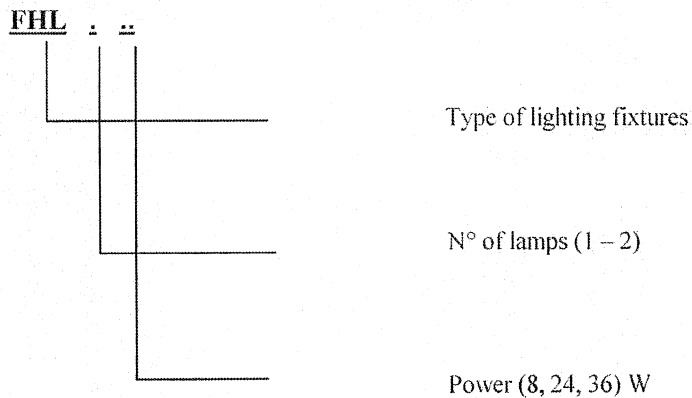 FHL . ..
Type of lighting fixtures
N° of lamps (1 – 2)
Power (8, 24, 36) W